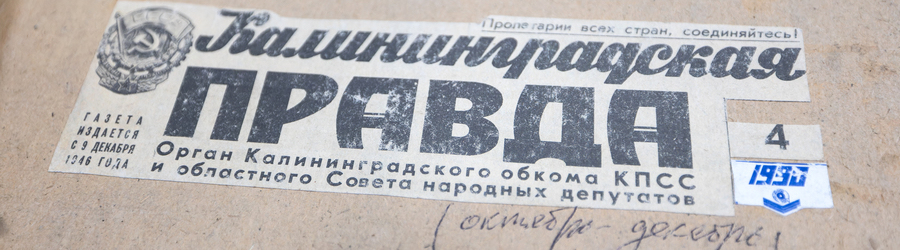 Пролетарии всех стран, соединяйтесь!
Калининградская
ПРАВДА
ГАЗЕТА
ИЗДАЕТСЯ
С 9 ДЕКАБРЯ
1946 ГОДА
Орган Калининградского обкома КПСС
и областного Совета народных депутатов
4
1990
(октябрь - декабрь)